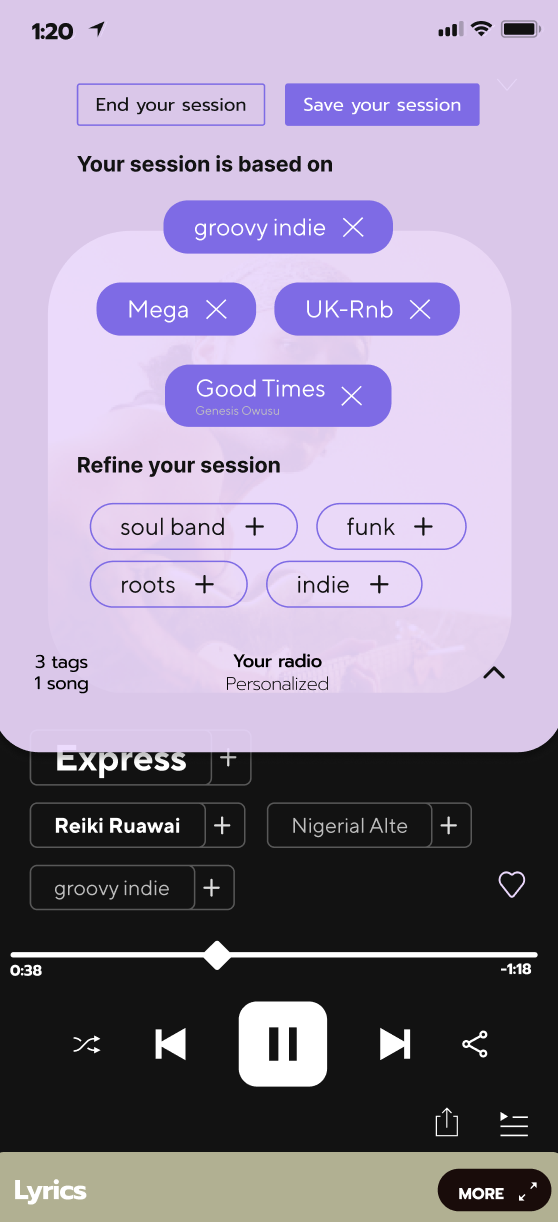 1:20
End your session
Save your session
Your session is based on
groovy indie
Mega
UK-Rnb
Good Times
Genesis Owusu
Refine your session
soul band
funk
roots
indie
3 tags
1 song
Your radio
Personalized
Express
Reiki Ruawai
Nigerial Alte
groovy indie
0:38
-1:18
Lyrics
MORE